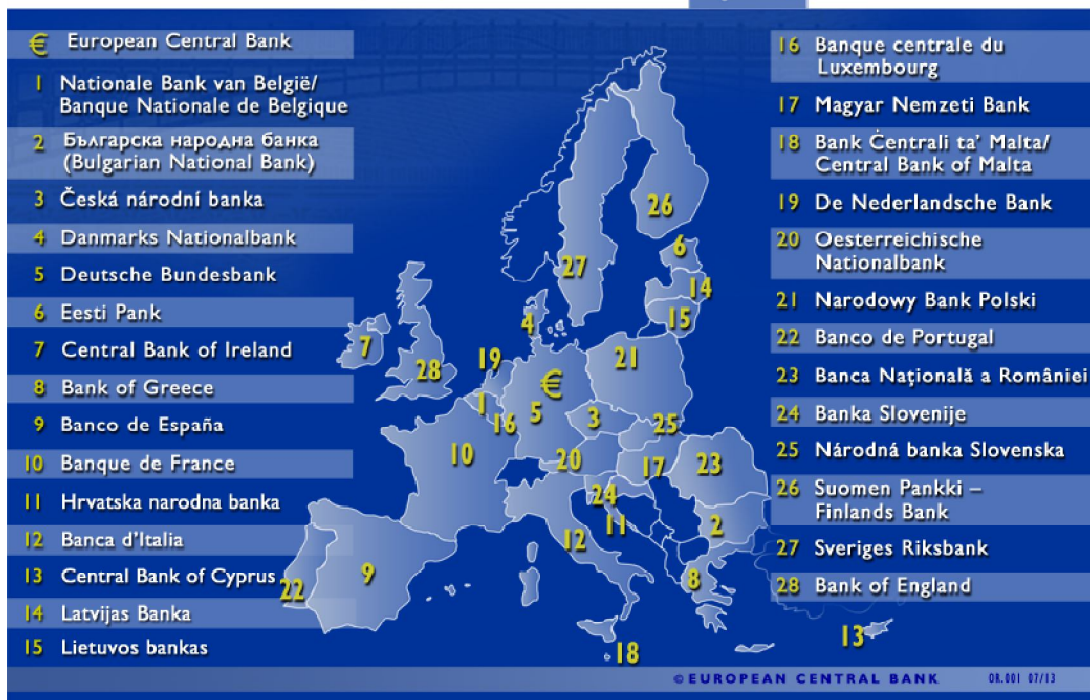 € European Central Bank
1 Nationale Bank van België/
Banque Nationale de Belgique
2 Българска народна банка
(Bulgarian National Bank)
3 Česká národní banka
4 Danmarks Nationalbank
5 Deutsche Bundesbank
6 Eesti Pank
7 Central Bank of Ireland
8 Bank of Greece
9 Banco de España
10 Banque de France
11 Hrvatska narodna banka
12 Banca d'Italia
13 Central Bank of Cyprus
14 Latvijas Banka
15 Lietuvos bankas
26
6
27
14
15
4
7
28
19
21
€
1
16
5
3
25
10
20
17
23
24
11
2
12
9
22
8
18
13
16 Banque centrale du
Luxembourg
17 Magyar Nemzeti Bank
18 Bank Ċentrali ta' Malta/
Central Bank of Malta
19 De Nederlandsche Bank
20 Oesterreichische
Nationalbank
21 Narodowy Bank Polski
22 Banco de Portugal
23 Banca Naţională a României
24 Banka Slovenije
25 Národná banka Slovenska
26 Suomen Pankki –
Finlands Bank
27 Sveriges Riksbank
28 Bank of England
© EUROPEAN CENTRAL BANK 08.001 07/13